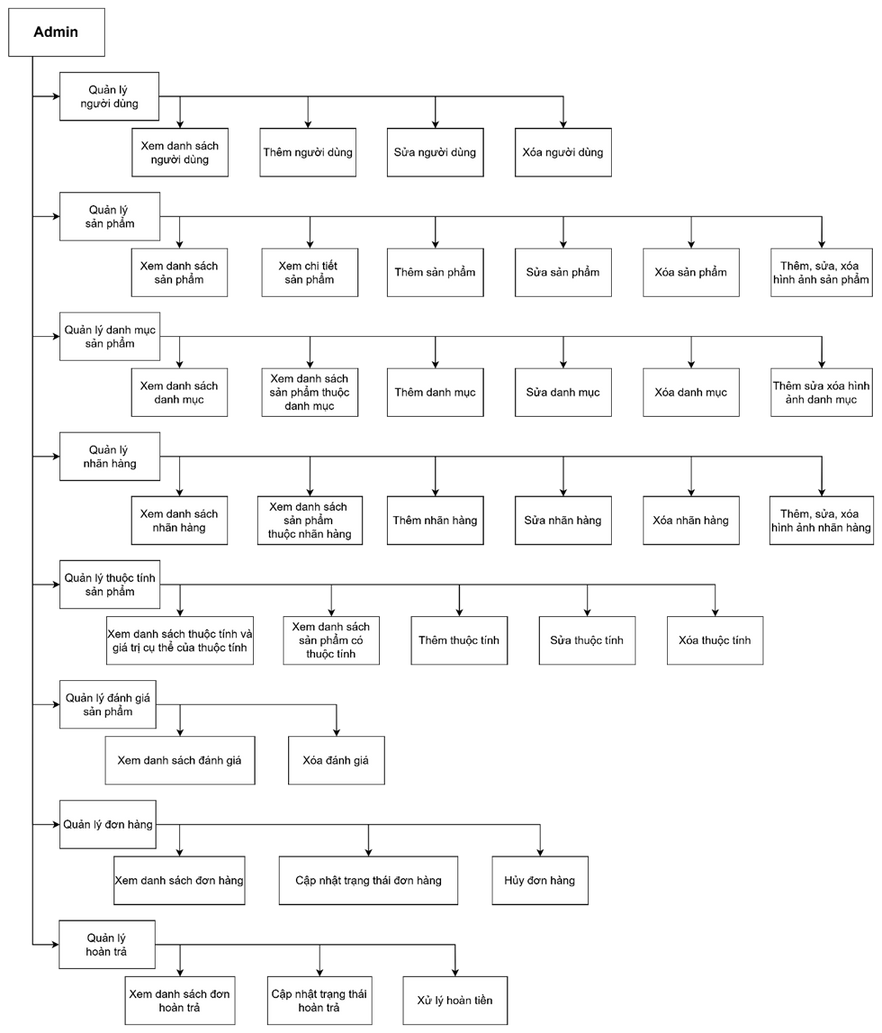 Admin
Quản lý
người dùng
Xem danh sách
người dùng
Thêm người dùng
Sửa người dùng
Xóa người dùng
Quản lý
sản phẩm
Xem danh sách
sản phẩm
Xem chi tiết
sản phẩm
Thêm sản phẩm
Sửa sản phẩm
Xóa sản phẩm
Thêm, sửa, xóa
hình ảnh sản phẩm
Quản lý danh mục
sản phẩm
Xem danh sách
danh mục
Xem danh sách
sản phẩm thuộc
danh mục
Thêm danh mục
Sửa danh mục
Xóa danh mục
Thêm sửa xóa hình
ảnh danh mục
Quản lý
nhãn hàng
Xem danh sách
nhãn hàng
Xem danh sách
sản phẩm
thuộc nhãn hàng
Thêm nhãn hàng
Sửa nhãn hàng
Xóa nhãn hàng
Thêm, sửa, xóa
hình ảnh nhãn hàng
Quản lý thuộc tính
sản phẩm
Xem danh sách thuộc tính và
giá trị cụ thể của thuộc tính
Xem danh sách
sản phẩm có
thuộc tính
Thêm thuộc tính
Sửa thuộc tính
Xóa thuộc tính
Quản lý đánh giá
sản phẩm
Xem danh sách đánh giá
Xóa đánh giá
Quản lý đơn hàng
Xem danh sách đơn hàng
Cập nhật trạng thái đơn hàng
Hủy đơn hàng
Quản lý
hoàn trả
Xem danh sách đơn
hoàn trả
Cập nhật trạng thái
hoàn trả
Xử lý hoàn tiền